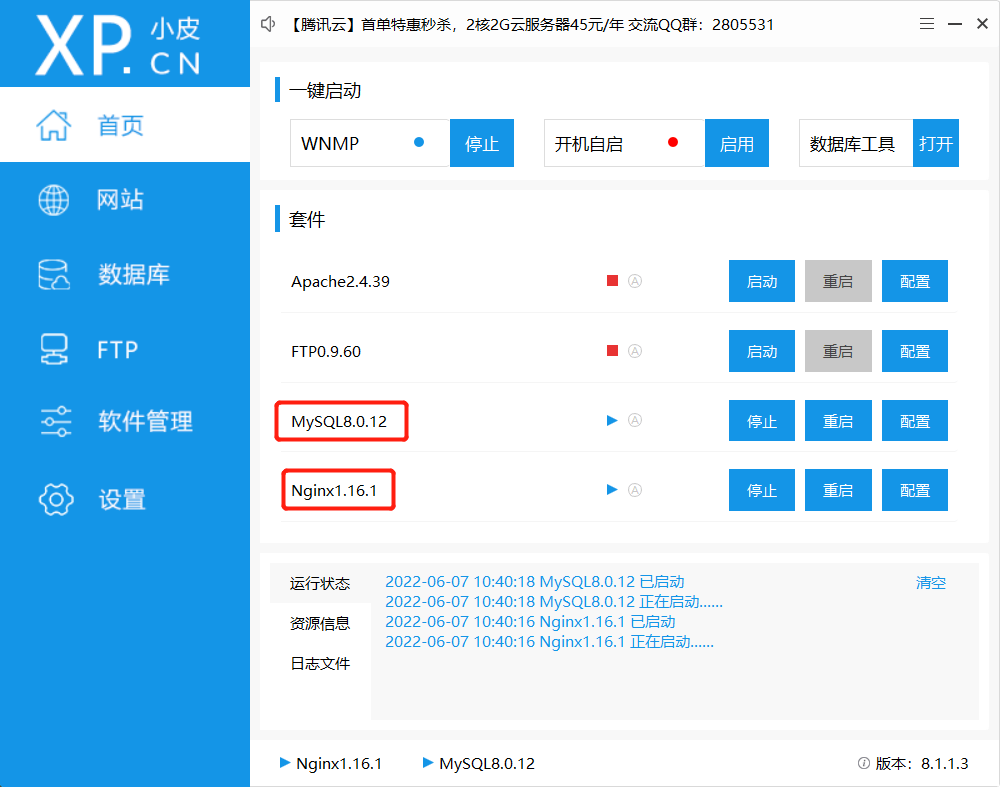 XP.小皮
CN
【腾讯云】首单特惠秒杀，2核2G云服务器45元/年 交流QQ群：2805531
首页
网站
数据库
FTP
软件管理
设置
一键启动
WNMP 停止 开机自启 启用 数据库工具 打开
套件
Apache2.4.39 A 启动 重启 配置
FTP0.9.60 A 启动 重启 配置
MySQL8.0.12 A 停止 重启 配置
Nginx1.16.1 A 停止 重启 配置
运行状态
资源信息
日志文件
2022-06-07 10:40:18 MySQL8.0.12 已启动
2022-06-07 10:40:18 MySQL8.0.12 正在启动......
2022-06-07 10:40:16 Nginx1.16.1 已启动
2022-06-07 10:40:16 Nginx1.16.1 正在启动......
清空
Nginx1.16.1 MySQL8.0.12 版本：8.1.1.3